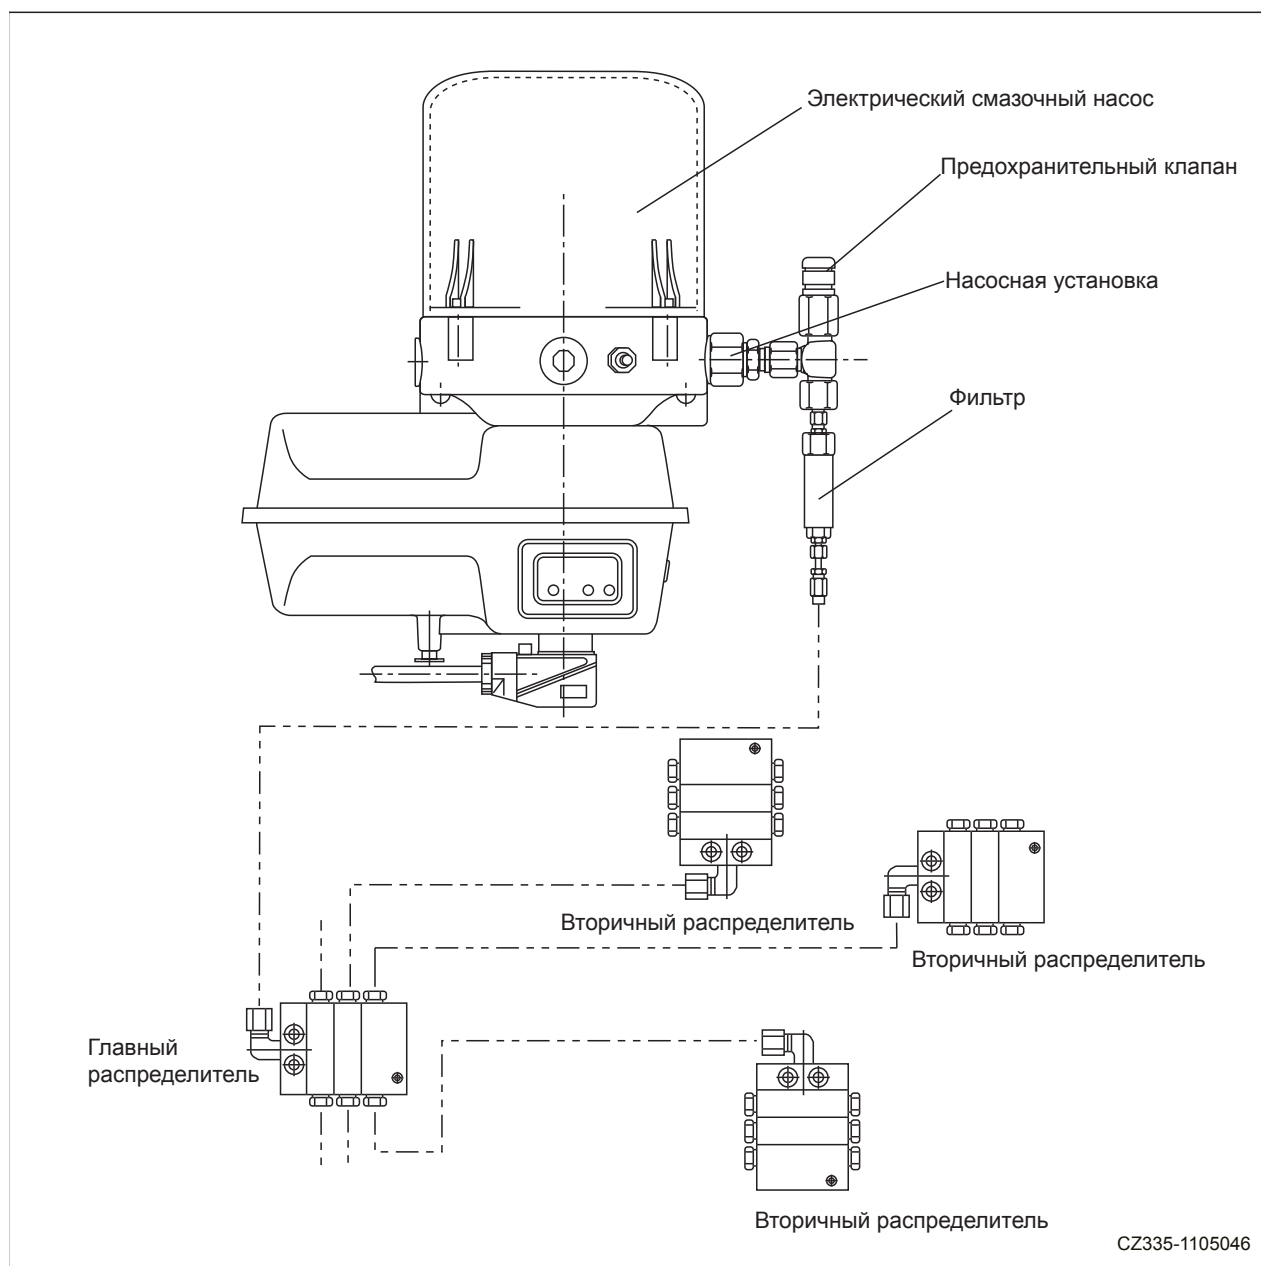 Электрический смазочный насос
Предохранительный клапан
Насосная установка
Фильтр
Вторичный распределитель
Вторичный распределитель
Главный
распределитель
Вторичный распределитель
CZ335-1105046